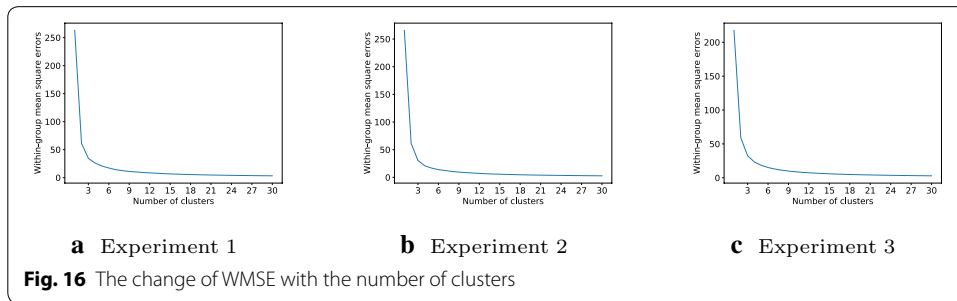 Within-group mean square errors
250
200
150
100
50
0
3 6 9 12 15 18 21 24 27 30
Number of clusters
a Experiment 1
Within-group mean square errors
250
200
150
100
50
0
3 6 9 12 15 18 21 24 27 30
Number of clusters
b Experiment 2
Within-group mean square errors
200
150
100
50
0
3 6 9 12 15 18 21 24 27 30
Number of clusters
c Experiment 3
Fig. 16 The change of WMSE with the number of clusters